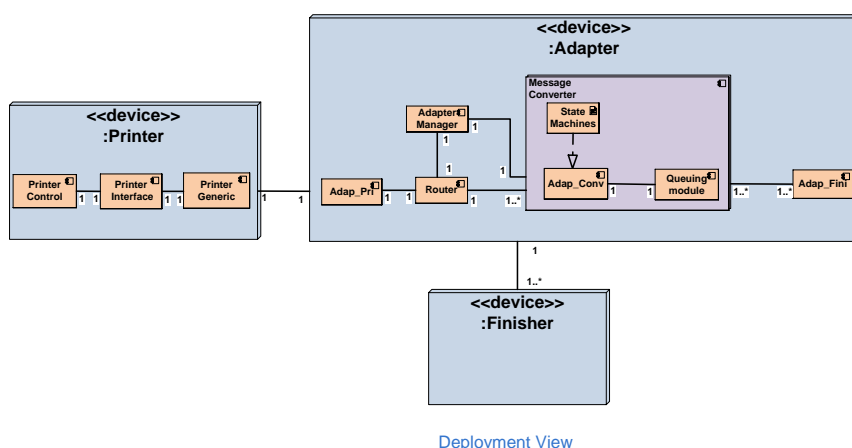 <<device>>
:Adapter
Message
Converter
State
Machines
<<device>>
:Printer
Adapter
Manager
1
1
1
1
1
Printer
Control
Printer
Interface
Printer
Generic
Adap_Pri
Router
Adap_Conv
Queuing
module
Adap_Fini
1
1
1
1
1
1
1
1
1
1..*
1
1
1..*
1..*
1
1..*
<<device>>
:Finisher
Deployment View